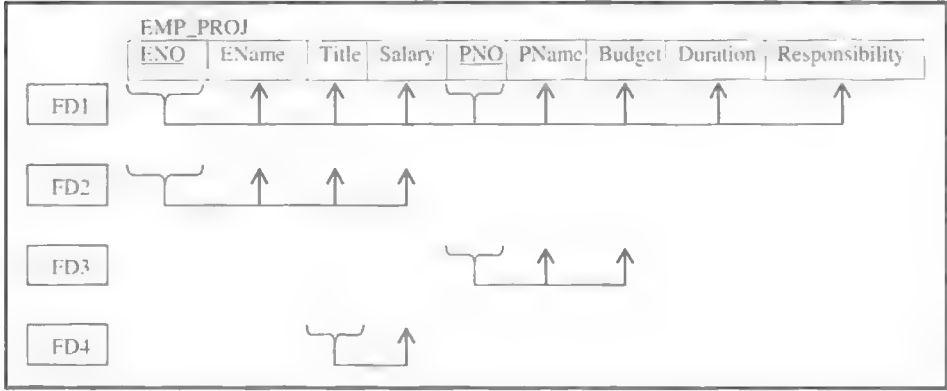 EMP_PROJ
ENO EName Title Salary PNO PName Budget Duration Responsibility
FD1
FD2
FD3
FD4